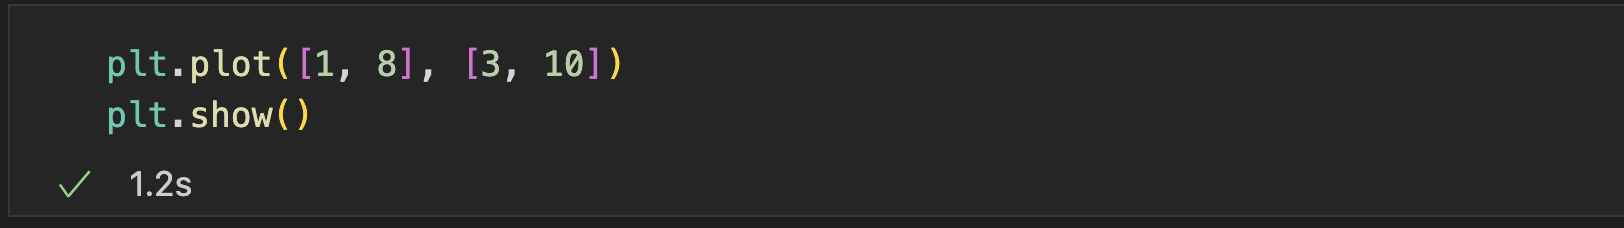 plt.plot([1, 8], [3, 10])
plt.show()
1.2s